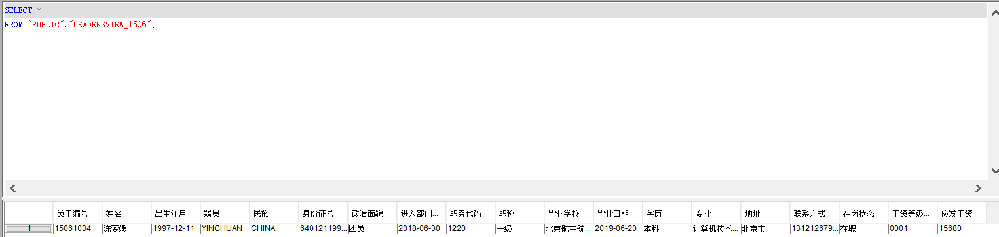 SELECT *
FROM "PUBLIC"."LEADERSVIEW_1506";
员工编号 姓名 出生年月 籍贯 民族 身份证号 政治面貌 进入部门... 职务代码 职称 毕业学校 毕业日期 学历 专业 地址 联系方式 在岗状态 工资等级... 应发工资
1 15061034 陈梦媛 1997-12-11 YINCHUAN CHINA 640121199... 团员 2018-06-30 1220 一级 北京航空航... 2019-06-20 本科 计算机技术... 北京市 131212679... 在职 0001 15680